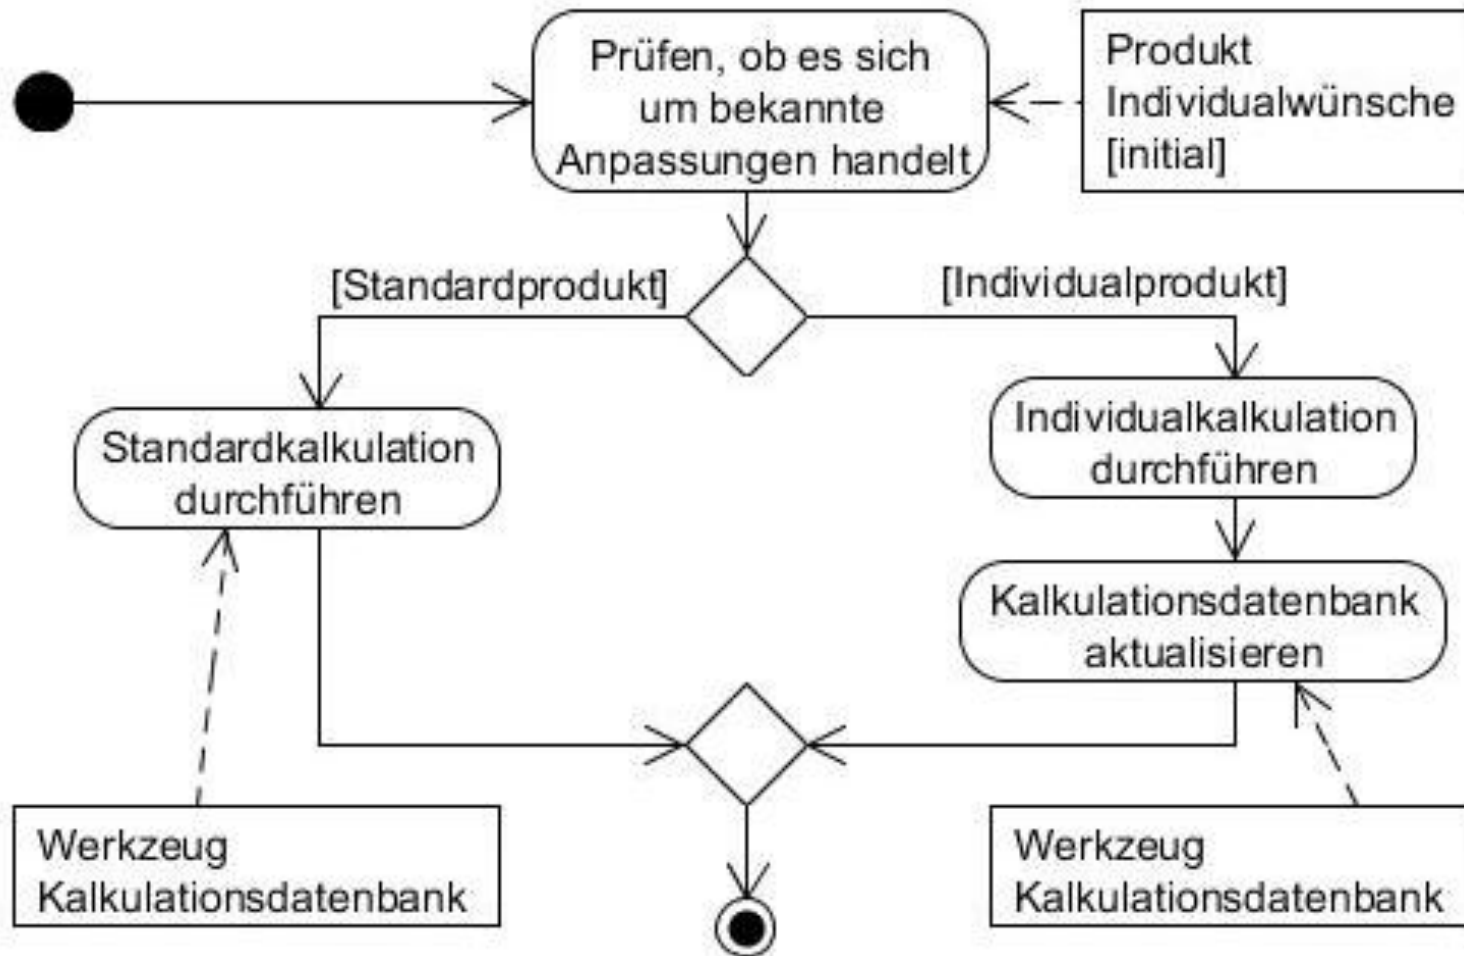 Prüfen, ob es sich
um bekannte
Anpassungen handelt
Produkt
Individualwünsche
[initial]
[Standardprodukt]
[Individualprodukt]
Standardkalkulation
durchführen
Individualkalkulation
durchführen
Kalkulationsdatenbank
aktualisieren
Werkzeug
Kalkulationsdatenbank
Werkzeug
Kalkulationsdatenbank